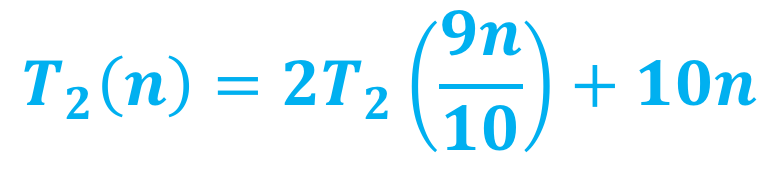 T₂(n) = 2T₂(9n/10) + 10n